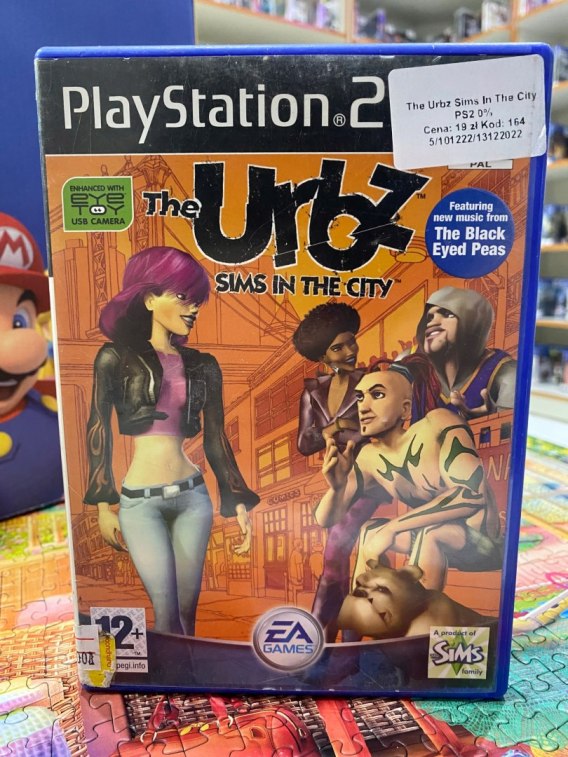 PlayStation®2
The Urbz Sims In The City
PS2 0%
Cena: 19 zł Kod: 164
5/101222/13122022
PAL
ENHANCED WITH
EYE
TOY
USB CAMERA
The Urbz™
SIMS IN THE CITY™
Featuring
new music from
The Black
Eyed Peas
12+
pegi.info
EA
GAMES
A product of
The SIMS
family